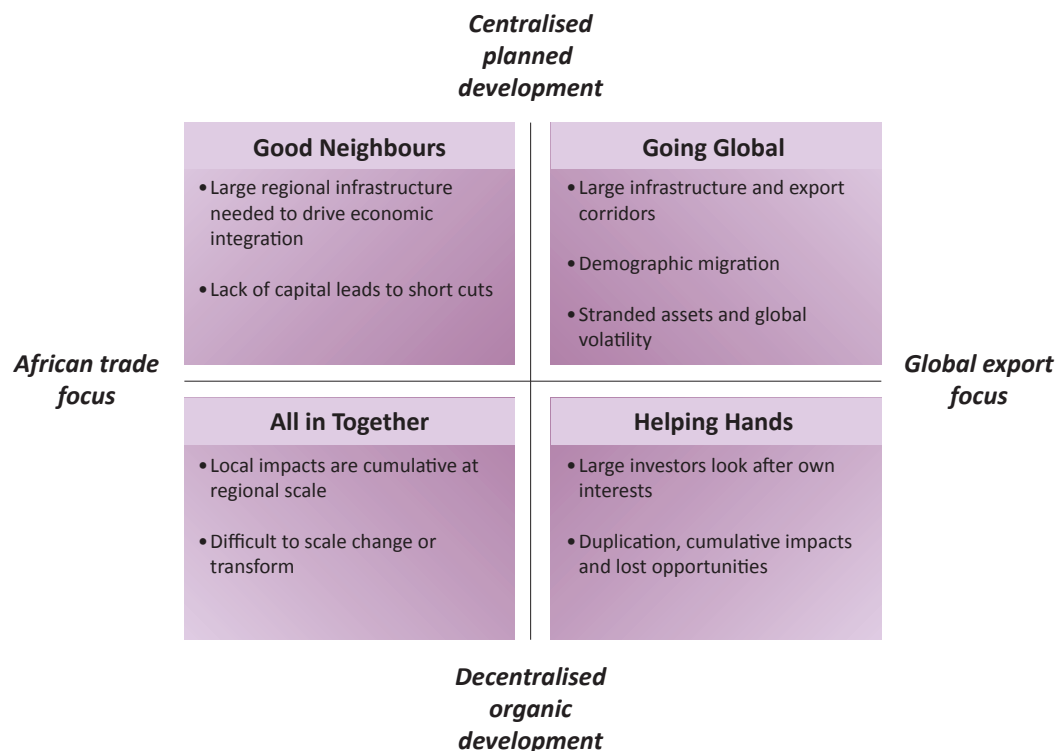 Centralised
planned
development
Good Neighbours
• Large regional infrastructure
needed to drive economic
integration
• Lack of capital leads to short cuts
Going Global
• Large infrastructure and export
corridors
• Demographic migration
• Stranded assets and global
volatility
African trade
focus
Global export
focus
All in Together
• Local impacts are cumulative at
regional scale
• Difficult to scale change or
transform
Helping Hands
• Large investors look after own
interests
• Duplication, cumulative impacts
and lost opportunities
Decentralised
organic
development